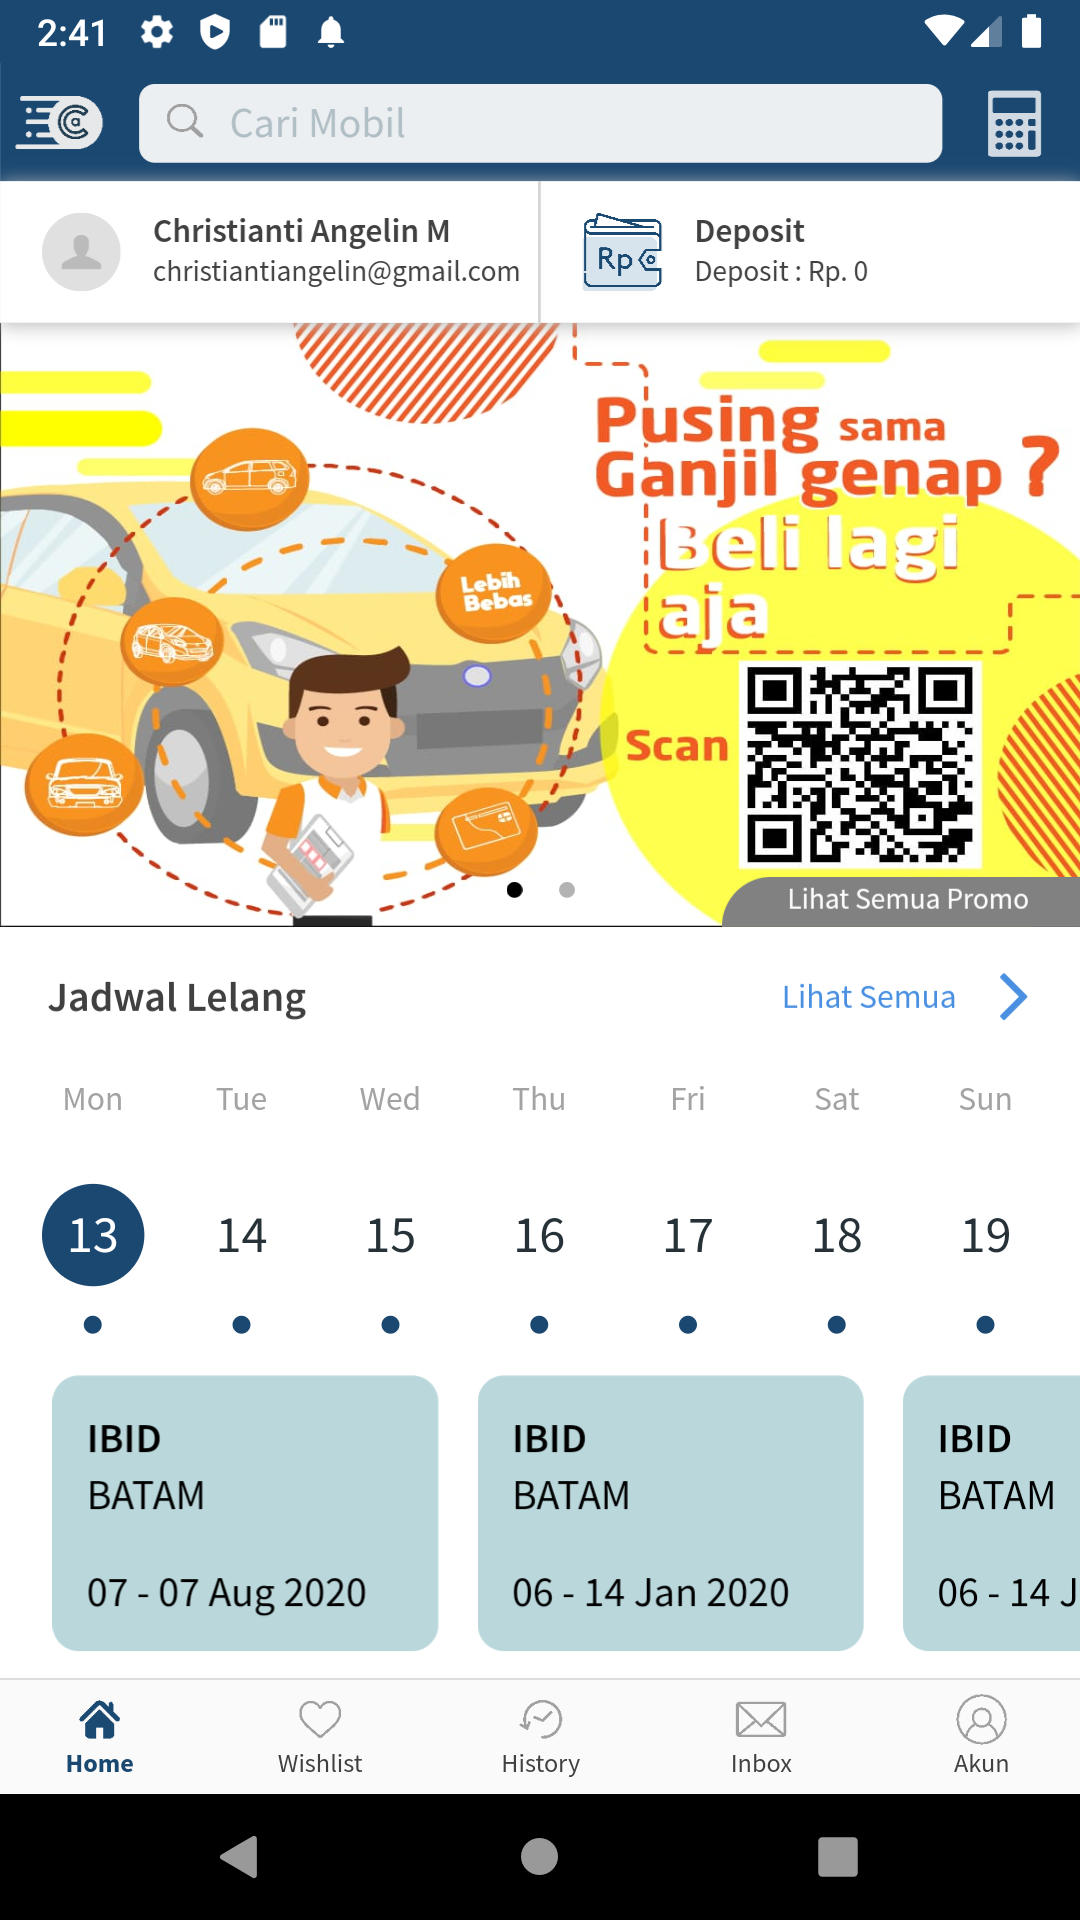 2:41
Cari Mobil
Christianti Angelin M
christiantiangelin@gmail.com
Rp
Deposit
Deposit : Rp. 0
Pusing sama
Ganjil genap ?
Beli lagi
aja
Lebih
Bebas
Scan
Lihat Semua Promo
Jadwal Lelang
Lihat Semua
Mon Tue Wed Thu Fri Sat Sun
13 14 15 16 17 18 19
IBID
BATAM
07 - 07 Aug 2020
IBID
BATAM
06 - 14 Jan 2020
IBID
BATAM
06 - 14 J
Home Wishlist History Inbox Akun